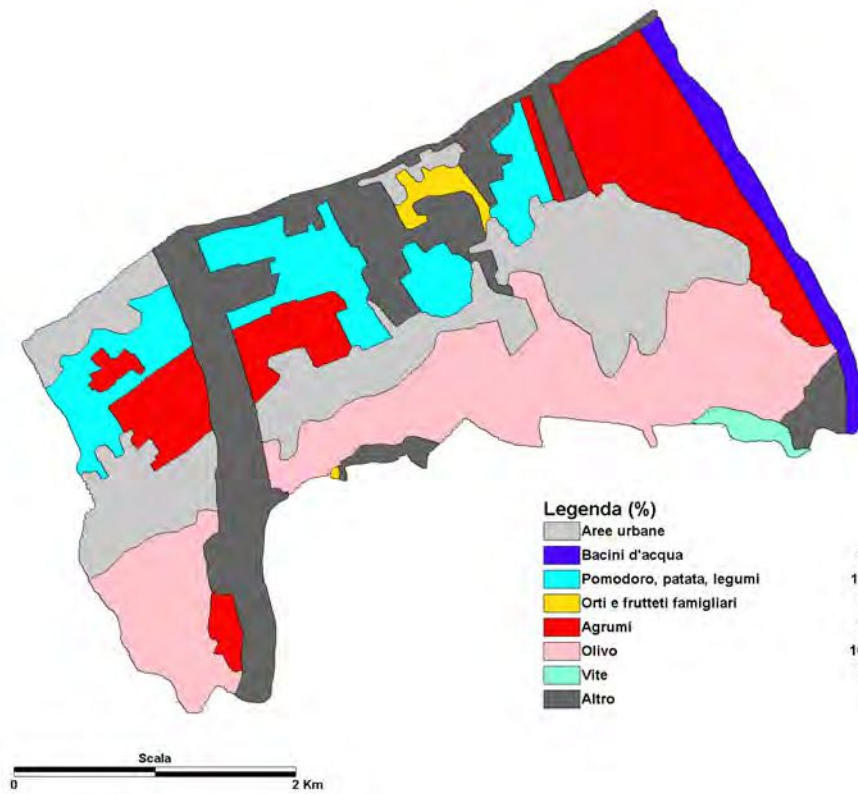 Legenda (%)
Aree urbane
Bacini d'acqua
Pomodoro, patata, legumi
Orti e frutteti famigliari
Agrumi
Olivo
Vite
Altro
Scala
0 2 Km